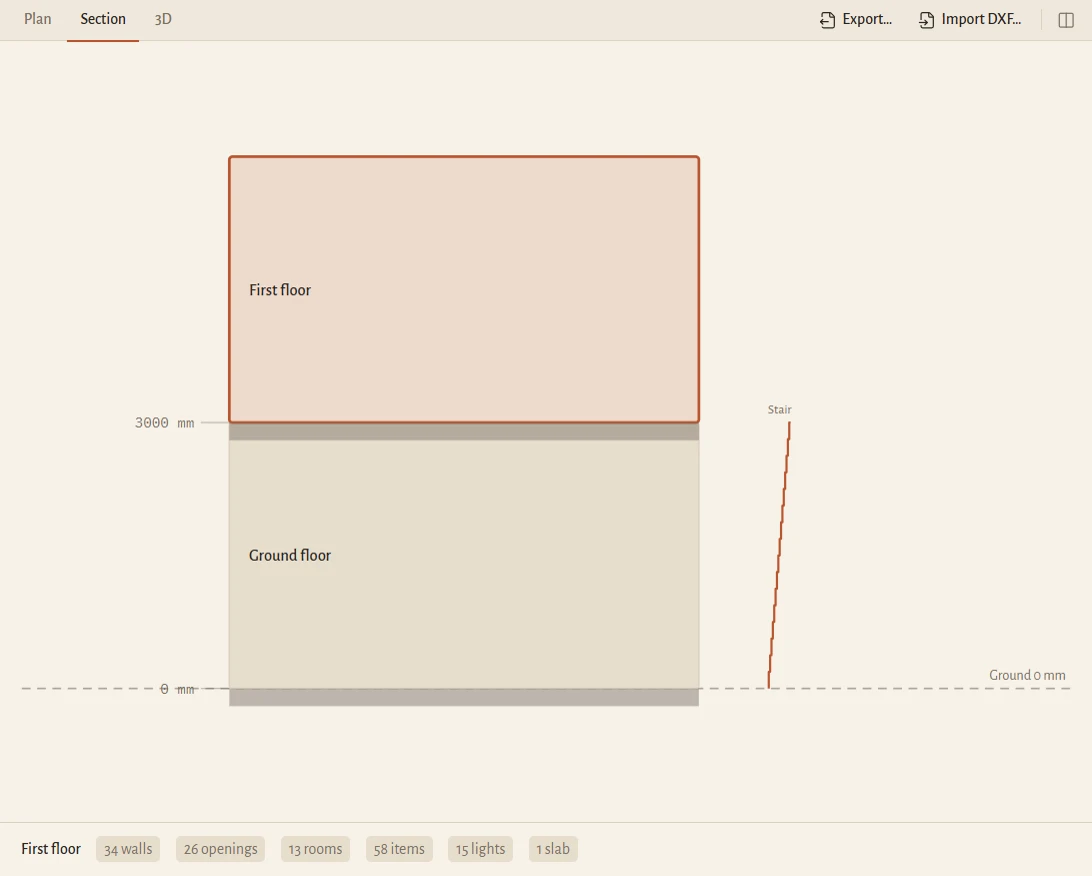 Plan Section 3D Export... Import DXF...
First floor
Stair
3000 mm
Ground floor
Ground 0 mm
0 mm
First floor 34 walls 26 openings 13 rooms 58 items 15 lights 1 slab